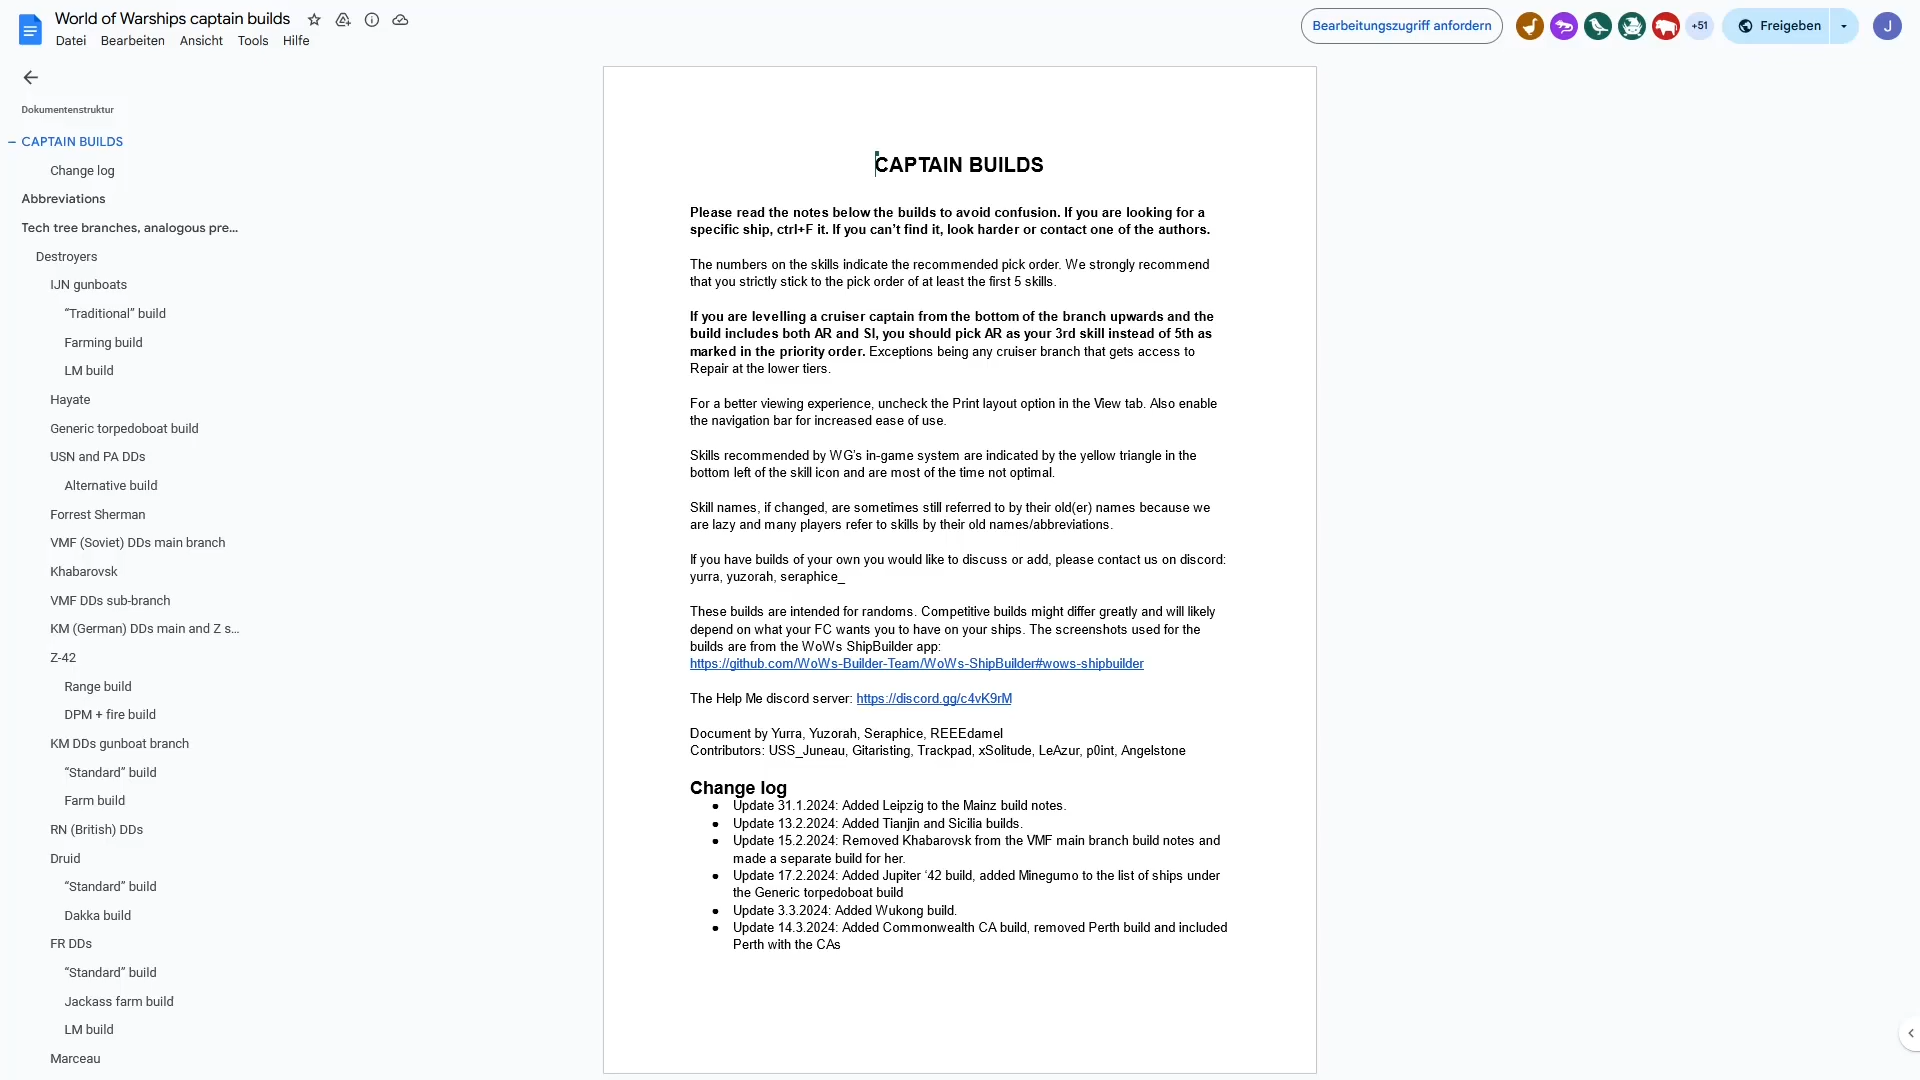 World of Warships captain builds
Datei Bearbeiten Ansicht Tools Hilfe
Bearbeitungszugriff anfordern
+51
Freigeben
J
Dokumentenstruktur
CAPTAIN BUILDS
Change log
Abbreviations
Tech tree branches, analogous pre...
Destroyers
IJN gunboats
“Traditional” build
Farming build
LM build
Hayate
Generic torpedoboat build
USN and PA DDs
Alternative build
Forrest Sherman
VMF (Soviet) DDs main branch
Khabarovsk
VMF DDs sub-branch
KM (German) DDs main and Z s...
Z-42
Range build
DPM + fire build
KM DDs gunboat branch
“Standard” build
Farm build
RN (British) DDs
Druid
“Standard” build
Dakka build
FR DDs
“Standard” build
Jackass farm build
LM build
Marceau
CAPTAIN BUILDS
Please read the notes below the builds to avoid confusion. If you are looking for a
specific ship, ctrl+F it. If you can’t find it, look harder or contact one of the authors.
The numbers on the skills indicate the recommended pick order. We strongly recommend
that you strictly stick to the pick order of at least the first 5 skills.
If you are levelling a cruiser captain from the bottom of the branch upwards and the
build includes both AR and SI, you should pick AR as your 3rd skill instead of 5th as
marked in the priority order. Exceptions being any cruiser branch that gets access to
Repair at the lower tiers.
For a better viewing experience, uncheck the Print layout option in the View tab. Also enable
the navigation bar for increased ease of use.
Skills recommended by WG’s in-game system are indicated by the yellow triangle in the
bottom left of the skill icon and are most of the time not optimal.
Skill names, if changed, are sometimes still referred to by their old(er) names because we
are lazy and many players refer to skills by their old names/abbreviations.
If you have builds of your own you would like to discuss or add, please contact us on discord:
yurra, yuzorah, seraphice_
These builds are intended for randoms. Competitive builds might differ greatly and will likely
depend on what your FC wants you to have on your ships. The screenshots used for the
builds are from the WoWs ShipBuilder app:
https://github.com/WoWs-Builder-Team/WoWs-ShipBuilder#wows-shipbuilder
The Help Me discord server: https://discord.gg/c4vK9rM
Document by Yurra, Yuzorah, Seraphice, REEEdamel
Contributors: USS_Juneau, Gitaristing, Trackpad, xSolitude, LeAzur, p0int, Angelstone
Change log
● Update 31.1.2024: Added Leipzig to the Mainz build notes.
● Update 13.2.2024: Added Tianjin and Sicilia builds.
● Update 15.2.2024: Removed Khabarovsk from the VMF main branch build notes and
made a separate build for her.
● Update 17.2.2024: Added Jupiter ‘42 build, added Minegumo to the list of ships under
the Generic torpedoboat build
● Update 3.3.2024: Added Wukong build.
● Update 14.3.2024: Added Commonwealth CA build, removed Perth build and included
Perth with the CAs